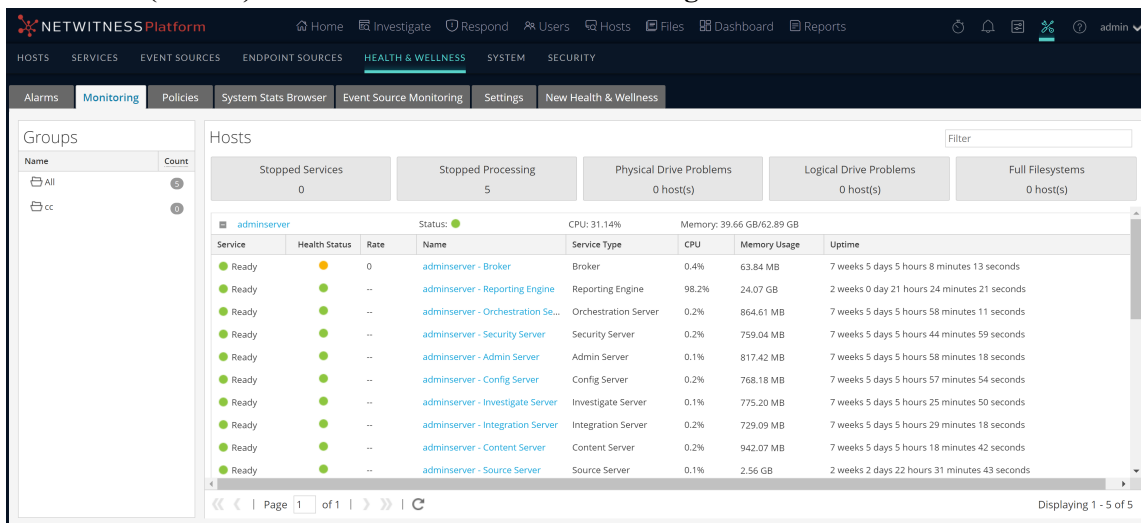 NETWITNESS Platform Home Investigate Respond Users Hosts Files Dashboard Reports admin
HOSTS SERVICES EVENT SOURCES ENDPOINT SOURCES HEALTH & WELLNESS SYSTEM SECURITY
Alarms Monitoring Policies System Stats Browser Event Source Monitoring Settings New Health & Wellness
Groups
Name Count
All 5
cc 0
Hosts Filter
Stopped Services Stopped Processing Physical Drive Problems Logical Drive Problems Full Filesystems
0 5 0 host(s) 0 host(s) 0 host(s)
adminserver Status: CPU: 31.14% Memory: 39.66 GB/62.89 GB
Service Health Status Rate Name Service Type CPU Memory Usage Uptime
Ready 0 adminserver - Broker Broker 0.4% 63.84 MB 7 weeks 5 days 5 hours 8 minutes 13 seconds
Ready -- adminserver - Reporting Engine Reporting Engine 98.2% 24.07 GB 2 weeks 0 day 21 hours 24 minutes 21 seconds
Ready -- adminserver - Orchestration Se... Orchestration Server 0.2% 864.61 MB 7 weeks 5 days 5 hours 58 minutes 11 seconds
Ready -- adminserver - Security Server Security Server 0.2% 759.04 MB 7 weeks 5 days 5 hours 44 minutes 59 seconds
Ready -- adminserver - Admin Server Admin Server 0.1% 817.42 MB 7 weeks 5 days 5 hours 58 minutes 18 seconds
Ready -- adminserver - Config Server Config Server 0.2% 768.18 MB 7 weeks 5 days 5 hours 57 minutes 54 seconds
Ready -- adminserver - Investigate Server Investigate Server 0.1% 775.20 MB 7 weeks 5 days 5 hours 25 minutes 50 seconds
Ready -- adminserver - Integration Server Integration Server 0.2% 729.09 MB 7 weeks 5 days 5 hours 29 minutes 18 seconds
Ready -- adminserver - Content Server Content Server 0.2% 942.07 MB 7 weeks 5 days 5 hours 18 minutes 42 seconds
Ready -- adminserver - Source Server Source Server 0.1% 2.56 GB 2 weeks 2 days 22 hours 31 minutes 43 seconds
Page 1 of 1 Displaying 1 - 5 of 5